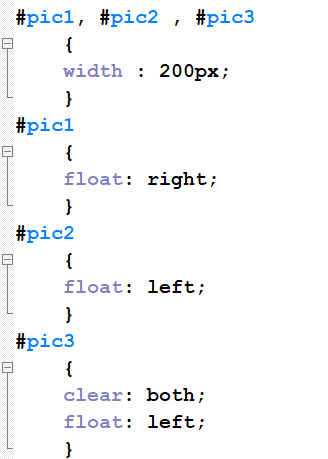 #pic1, #pic2 , #pic3
{
width : 200px;
}
#pic1
{
float: right;
}
#pic2
{
float: left;
}
#pic3
{
clear: both;
float: left;
}